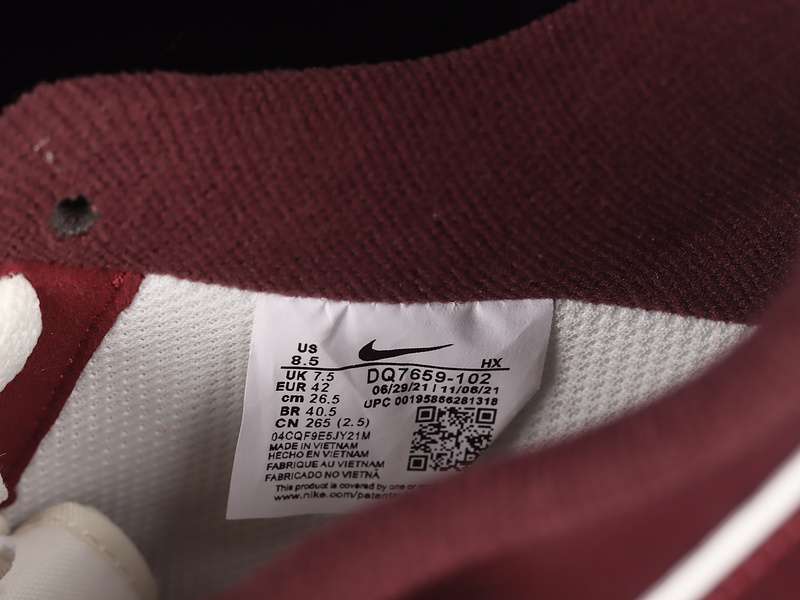 US
8.5
HX
UK 7.5
EUR 42
cm 26.5
BR 40.5
CN 265 (2.5)
DQ7659-102
06/29/21 | 11/06/21
UPC 00195866281318
04CQF9E5JY21M
MADE IN VIETNAM
HECHO EN VIETNAM
FABRIQUE AU VIETNAM
FABRICADO NO VIETNÃ
This product is covered by one or
www.nike.com/patent